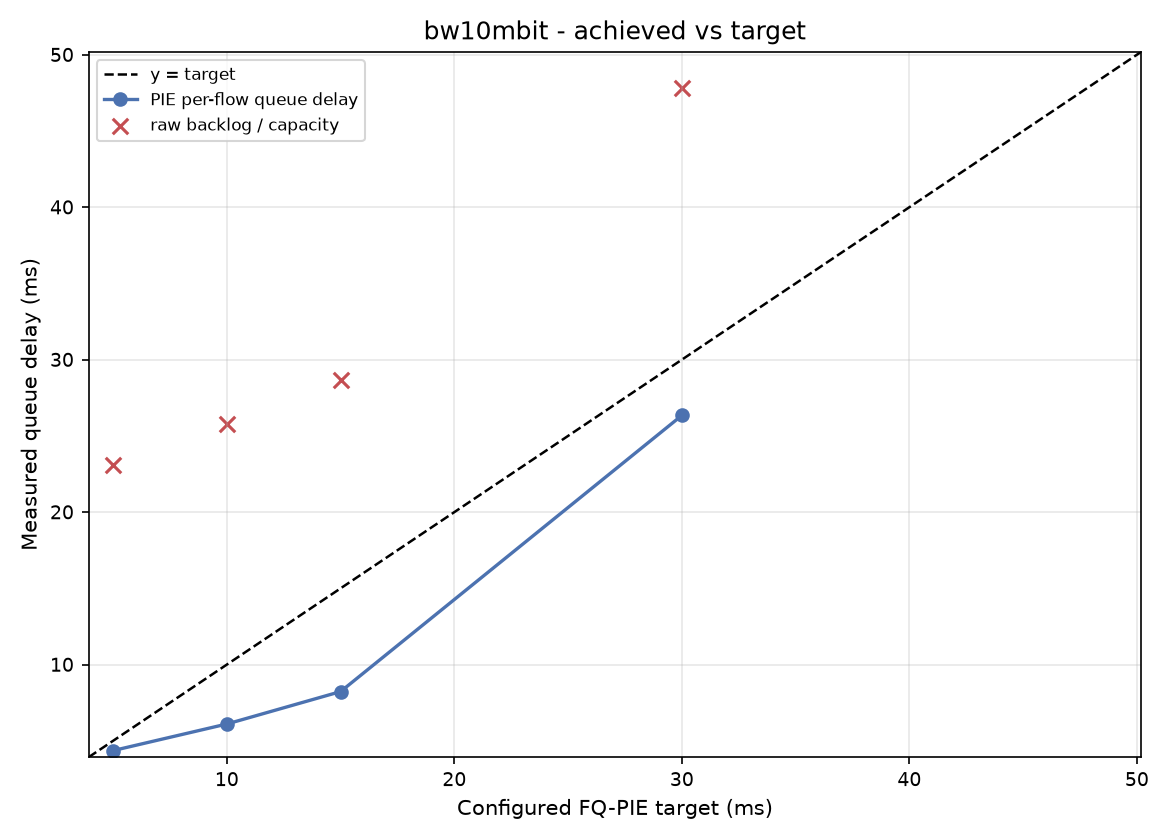 bw10mbit - achieved vs target
y = target
PIE per-flow queue delay
raw backlog / capacity
Measured queue delay (ms)
50
40
30
20
10
10
20
30
40
50
Configured FQ-PIE target (ms)